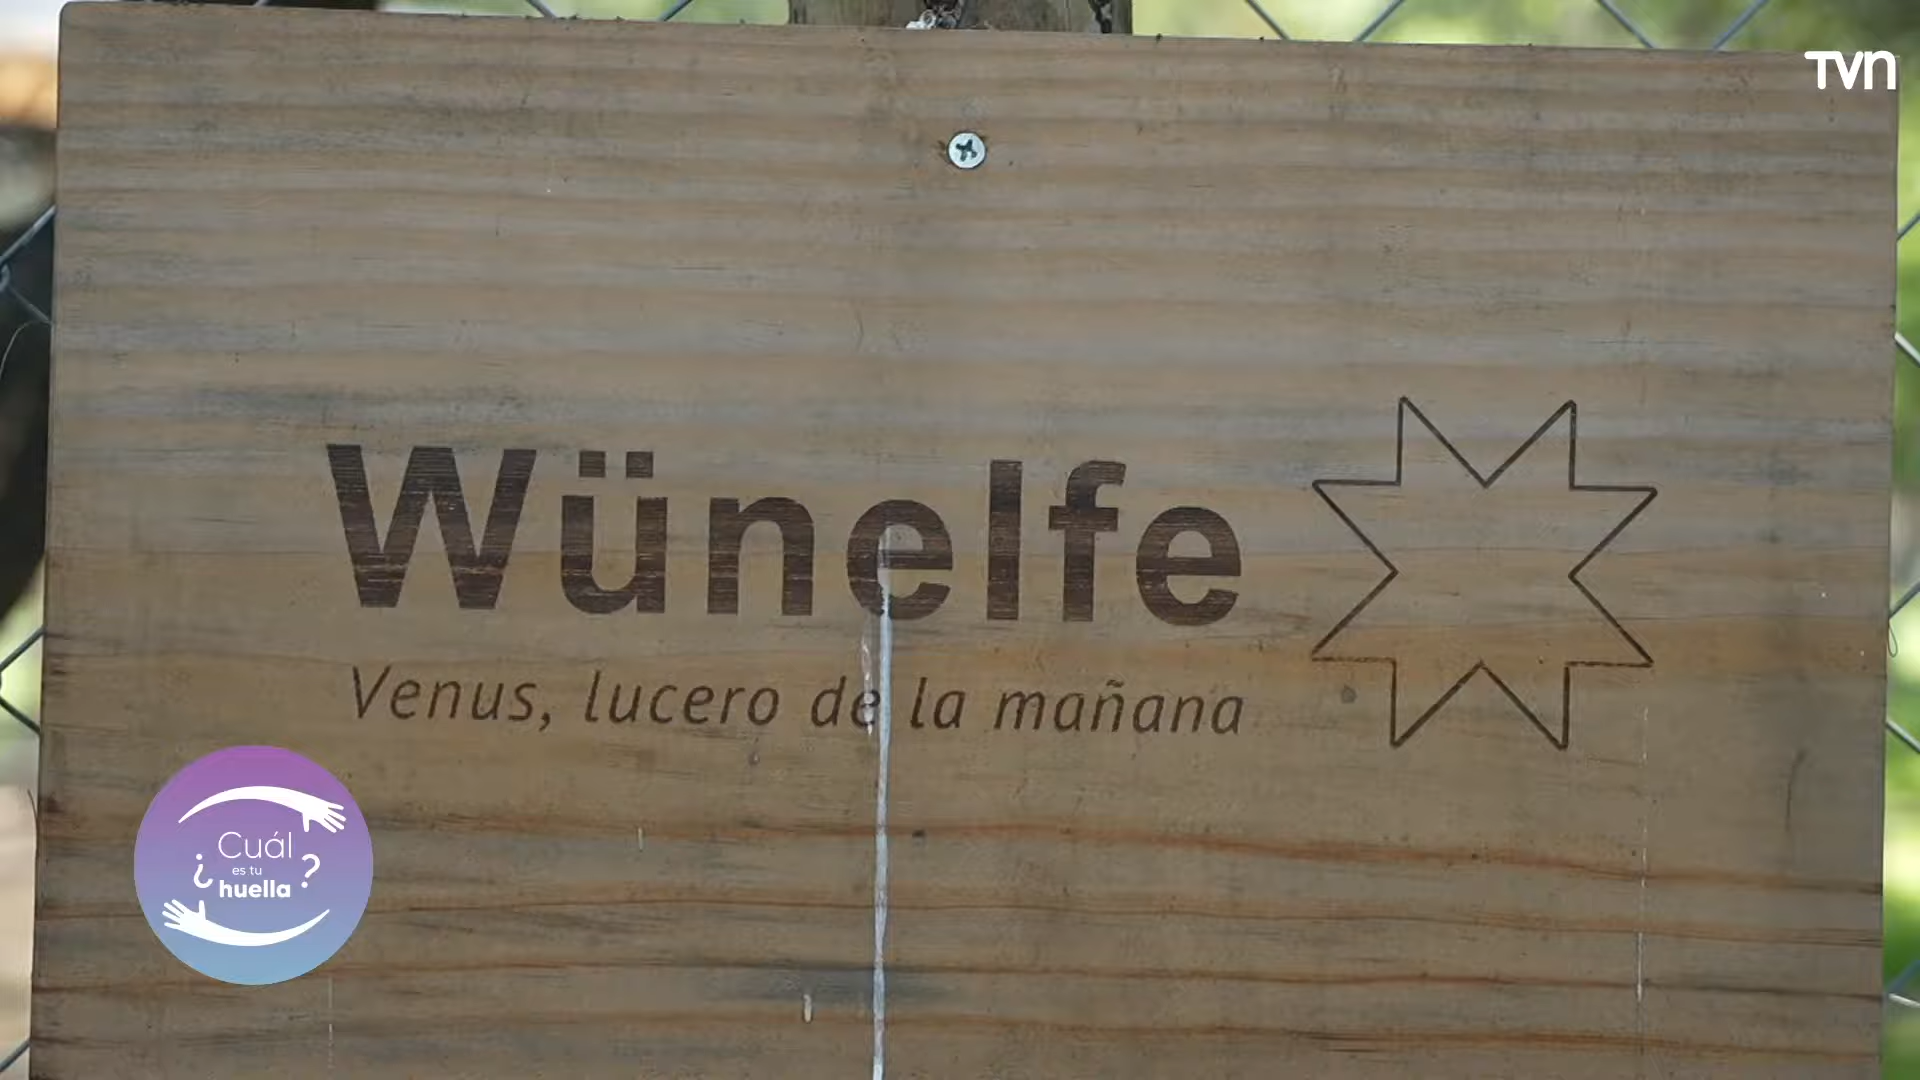 TVN
Wünelfe
Venus, lucero de la mañana
¿Cuál
es tu
huella?